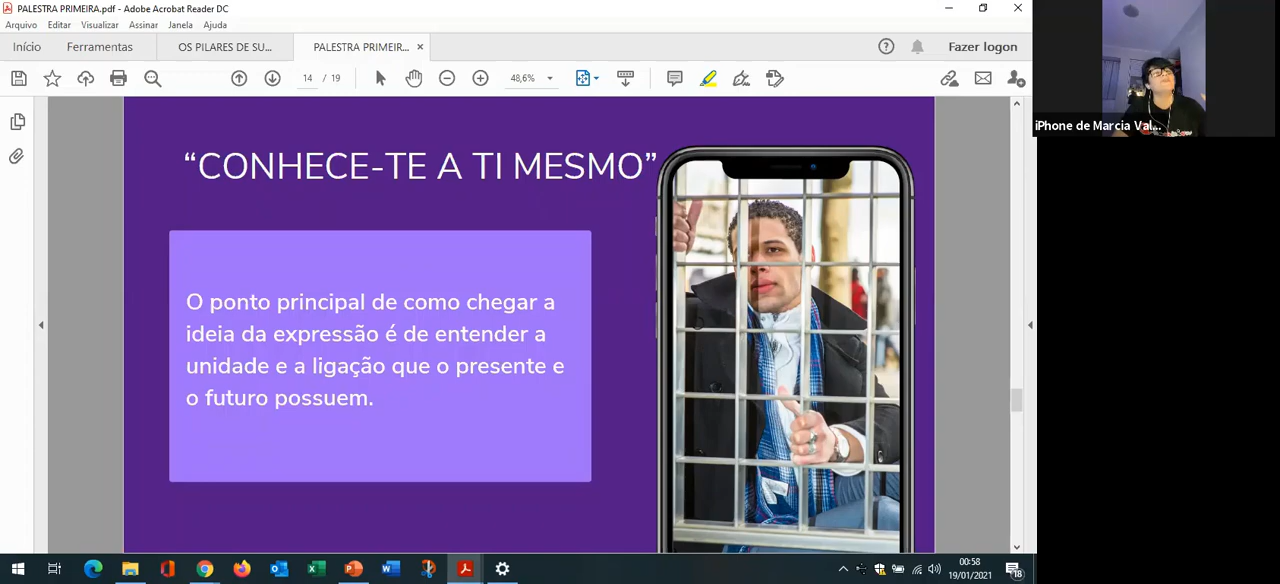 PALESTRA PRIMEIRA.pdf - Adobe Acrobat Reader DC
Arquivo Editar Visualizar Assinar Janela Ajuda
Início Ferramentas OS PILARES DE SU... PALESTRA PRIMEIR... × Fazer logon
14 / 19 48,6%
iPhone de Marcia Val...
“CONHECE-TE A TI MESMO”
O ponto principal de como chegar a
ideia da expressão é de entender a
unidade e a ligação que o presente e
o futuro possuem.
00:58
19/01/2021
18